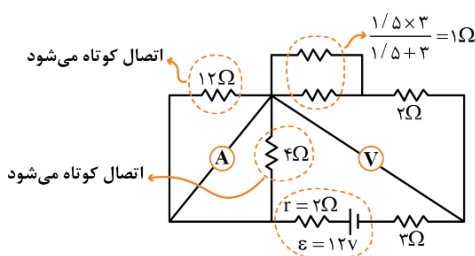 اتصال کوتاه می‌شود
۱۲Ω
۱/۵×۳
۱/۵+۳
=۱Ω
۲Ω
A
۴Ω
V
اتصال کوتاه می‌شود
r=۲Ω
ε=۱۲v
۳Ω